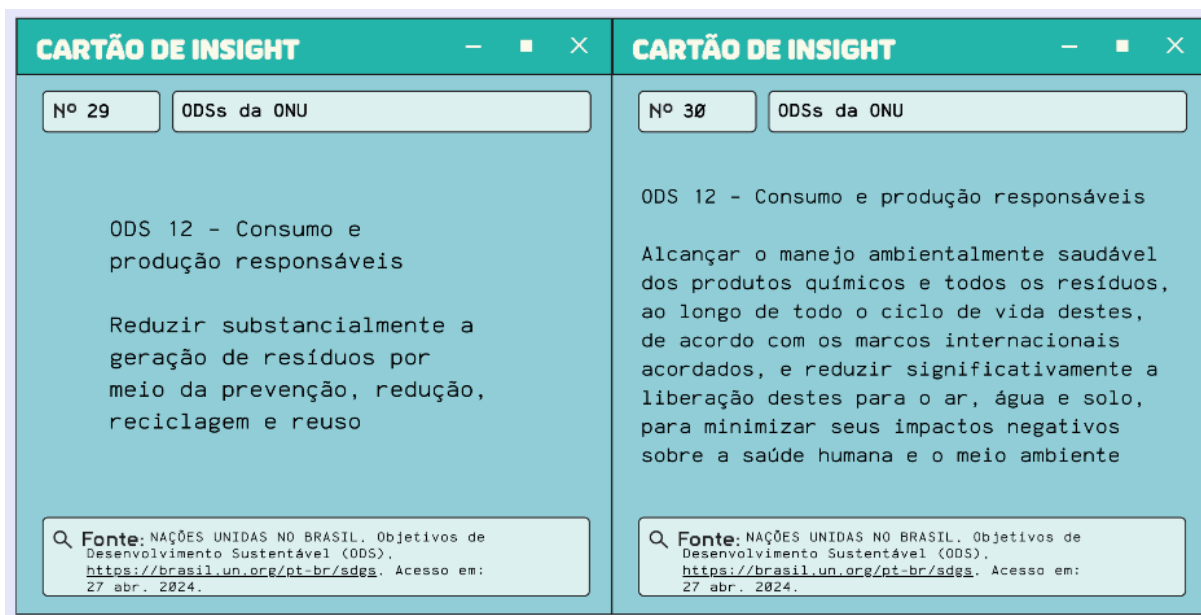 CARTÃO DE INSIGHT
Nº 29
ODSs da ONU
ODS 12 – Consumo e
produção responsáveis
Reduzir substancialmente a
geração de resíduos por
meio da prevenção, redução,
reciclagem e reuso
Fonte: NAÇÕES UNIDAS NO BRASIL. Objetivos de
Desenvolvimento Sustentável (ODS).
https://brasil.un.org/pt-br/sdgs. Acesso em:
27 abr. 2024.
CARTÃO DE INSIGHT
Nº 30
ODSs da ONU
ODS 12 – Consumo e produção responsáveis
Alcançar o manejo ambientalmente saudável
dos produtos químicos e todos os resíduos,
ao longo de todo o ciclo de vida destes,
de acordo com os marcos internacionais
acordados, e reduzir significativamente a
liberação destes para o ar, água e solo,
para minimizar seus impactos negativos
sobre a saúde humana e o meio ambiente
Fonte: NAÇÕES UNIDAS NO BRASIL. Objetivos de
Desenvolvimento Sustentável (ODS).
https://brasil.un.org/pt-br/sdgs. Acesso em:
27 abr. 2024.